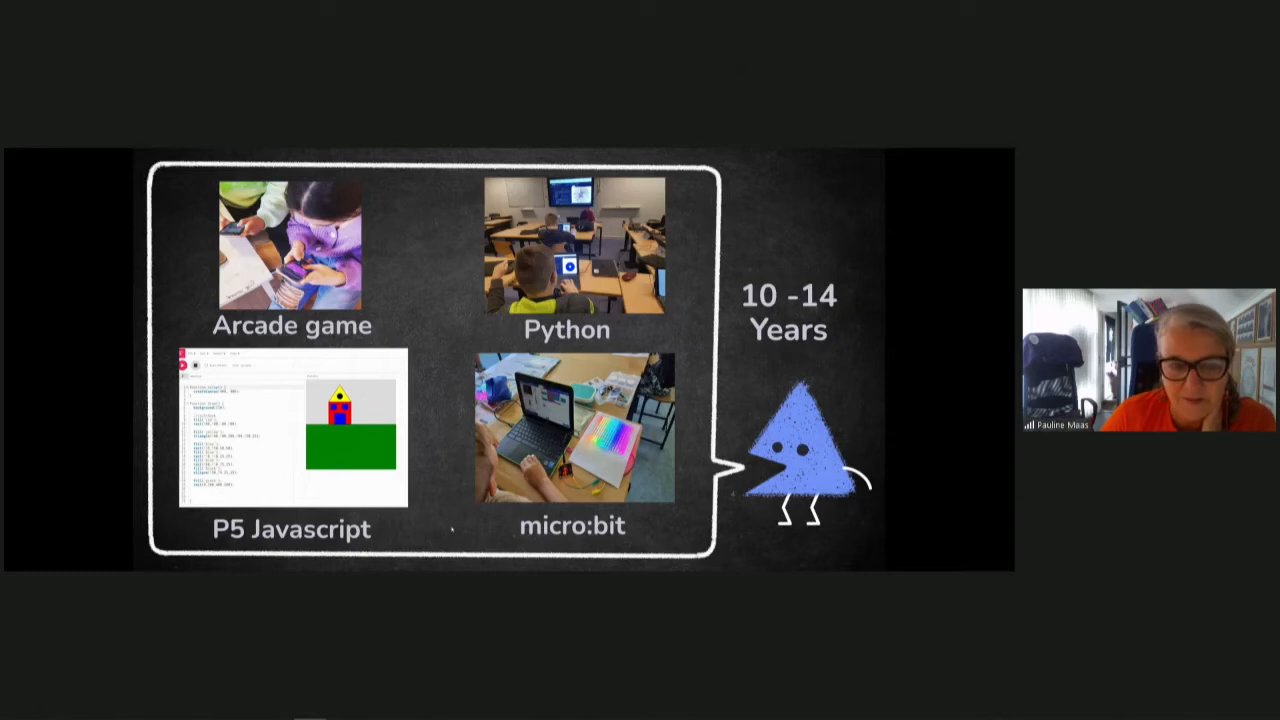 Arcade game
Python
10 -14
Years
P5 Javascript
micro:bit
Pauline Maas